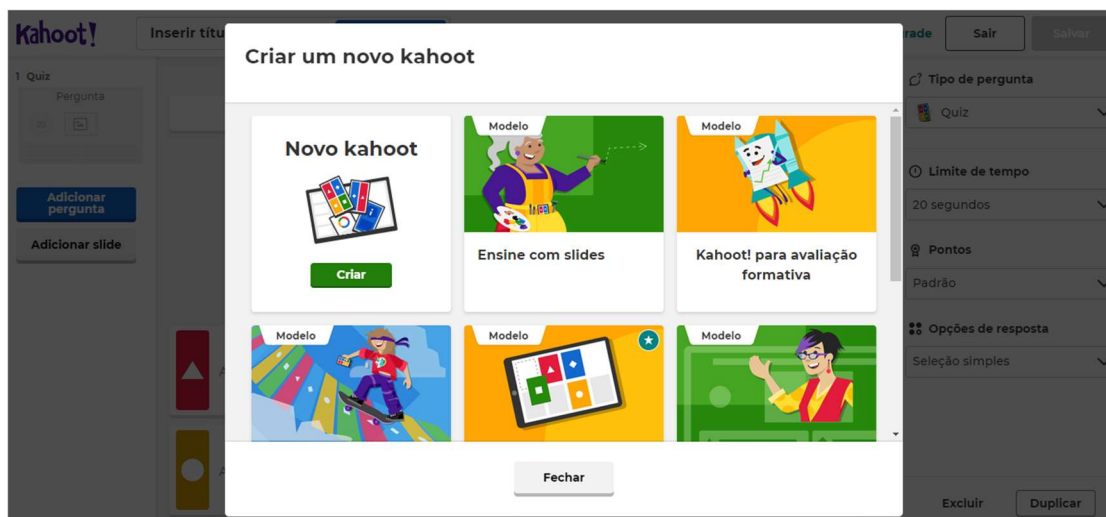 Kahoot!
Inserir títu
rade
Sair
Salvar
Criar um novo kahoot
1 Quiz
Pergunta
20
Adicionar
pergunta
Adicionar slide
Novo kahoot
Criar
Modelo
Ensine com slides
Modelo
Kahoot! para avaliação
formativa
Modelo
Modelo
Modelo
Fechar
Tipo de pergunta
Quiz
Limite de tempo
20 segundos
Pontos
Padrão
Opções de resposta
Seleção simples
Excluir
Duplicar